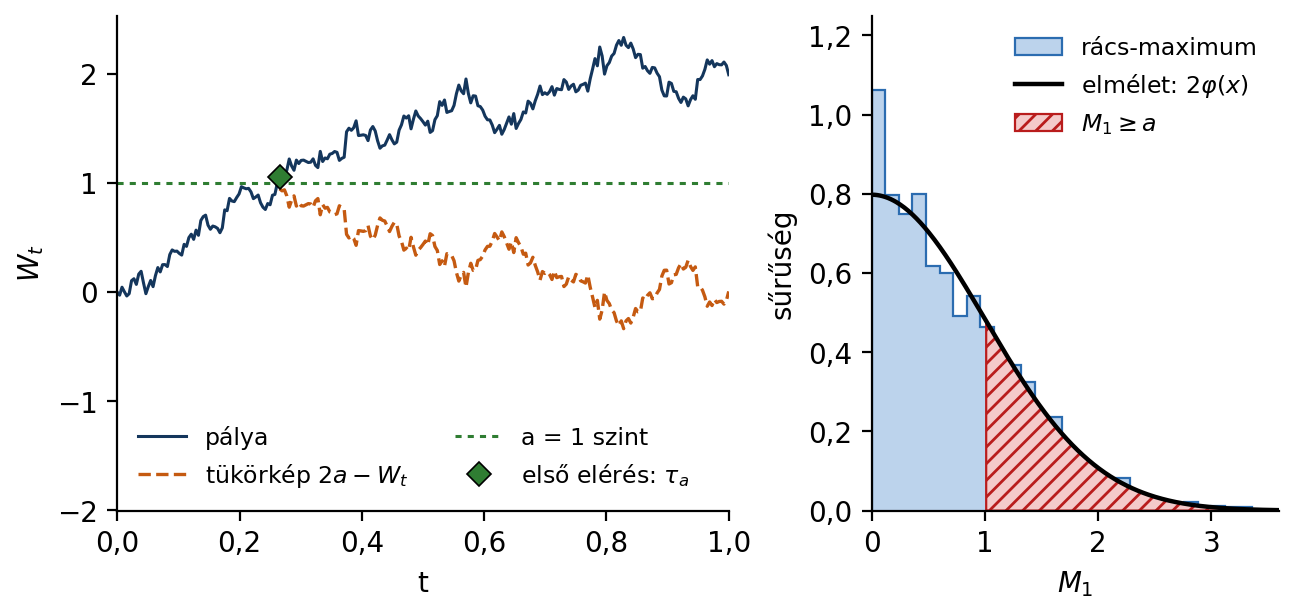 W_t
2
1
0
−1
−2
0,0
0,2
0,4
0,6
0,8
1,0
t
pálya
tükörkép 2a − W_t
a = 1 szint
első elérés: τ_a
sűrűség
1,2
1,0
0,8
0,6
0,4
0,2
0,0
0
1
2
3
M_1
rács-maximum
elmélet: 2φ(x)
M_1 ≥ a